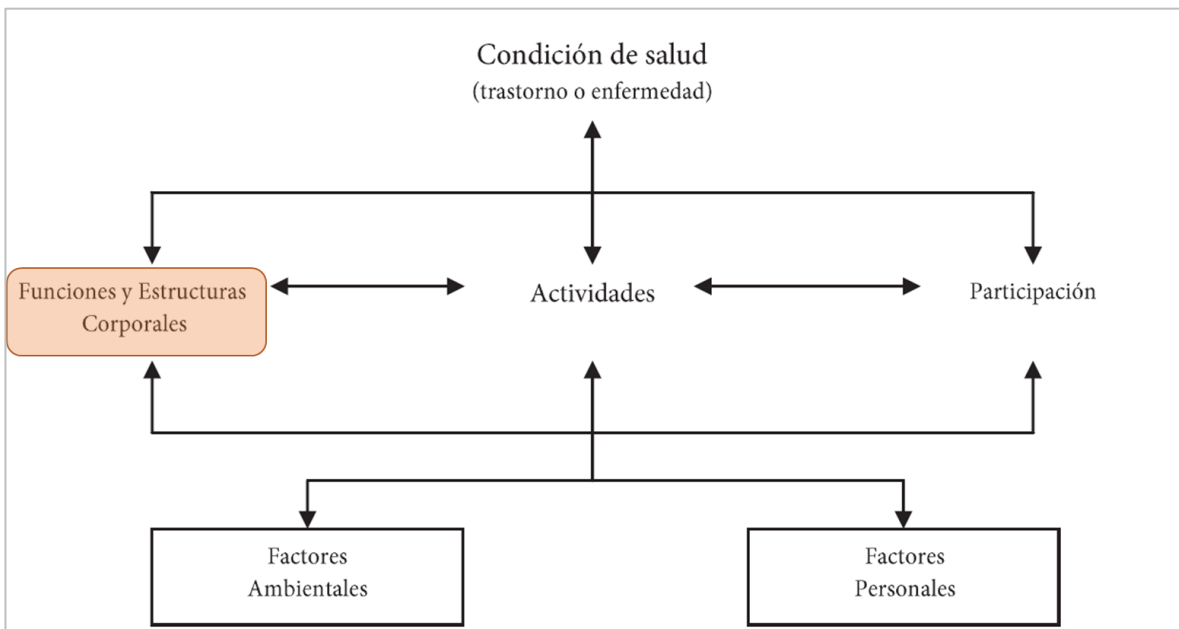 Condición de salud
(trastorno o enfermedad)
Funciones y Estructuras
Corporales
Actividades
Participación
Factores
Ambientales
Factores
Personales